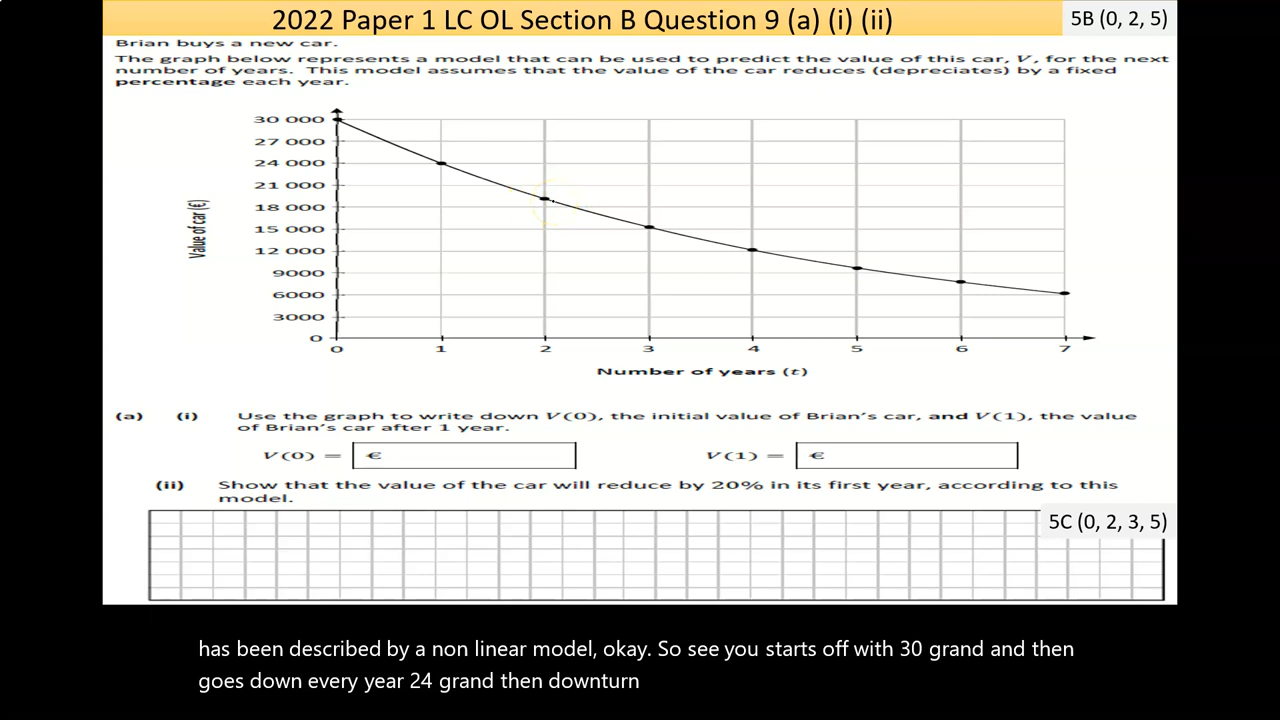 2022 Paper 1 LC OL Section B Question 9 (a) (i) (ii)
5B (0, 2, 5)
Brian buys a new car.
The graph below represents a model that can be used to predict the value of this car, V, for the next
number of years. This model assumes that the value of the car reduces (depreciates) by a fixed
percentage each year.
30 000
27 000
24 000
21 000
18 000
15 000
12 000
9000
6000
3000
0
Value of car (€)
0 1 2 3 4 5 6 7
Number of years (t)
(a) (i) Use the graph to write down V(0), the initial value of Brian's car, and V(1), the value
of Brian's car after 1 year.
V(0) = € V(1) = €
(ii) Show that the value of the car will reduce by 20% in its first year, according to this
model.
5C (0, 2, 3, 5)
has been described by a non linear model, okay. So see you starts off with 30 grand and then
goes down every year 24 grand then downturn